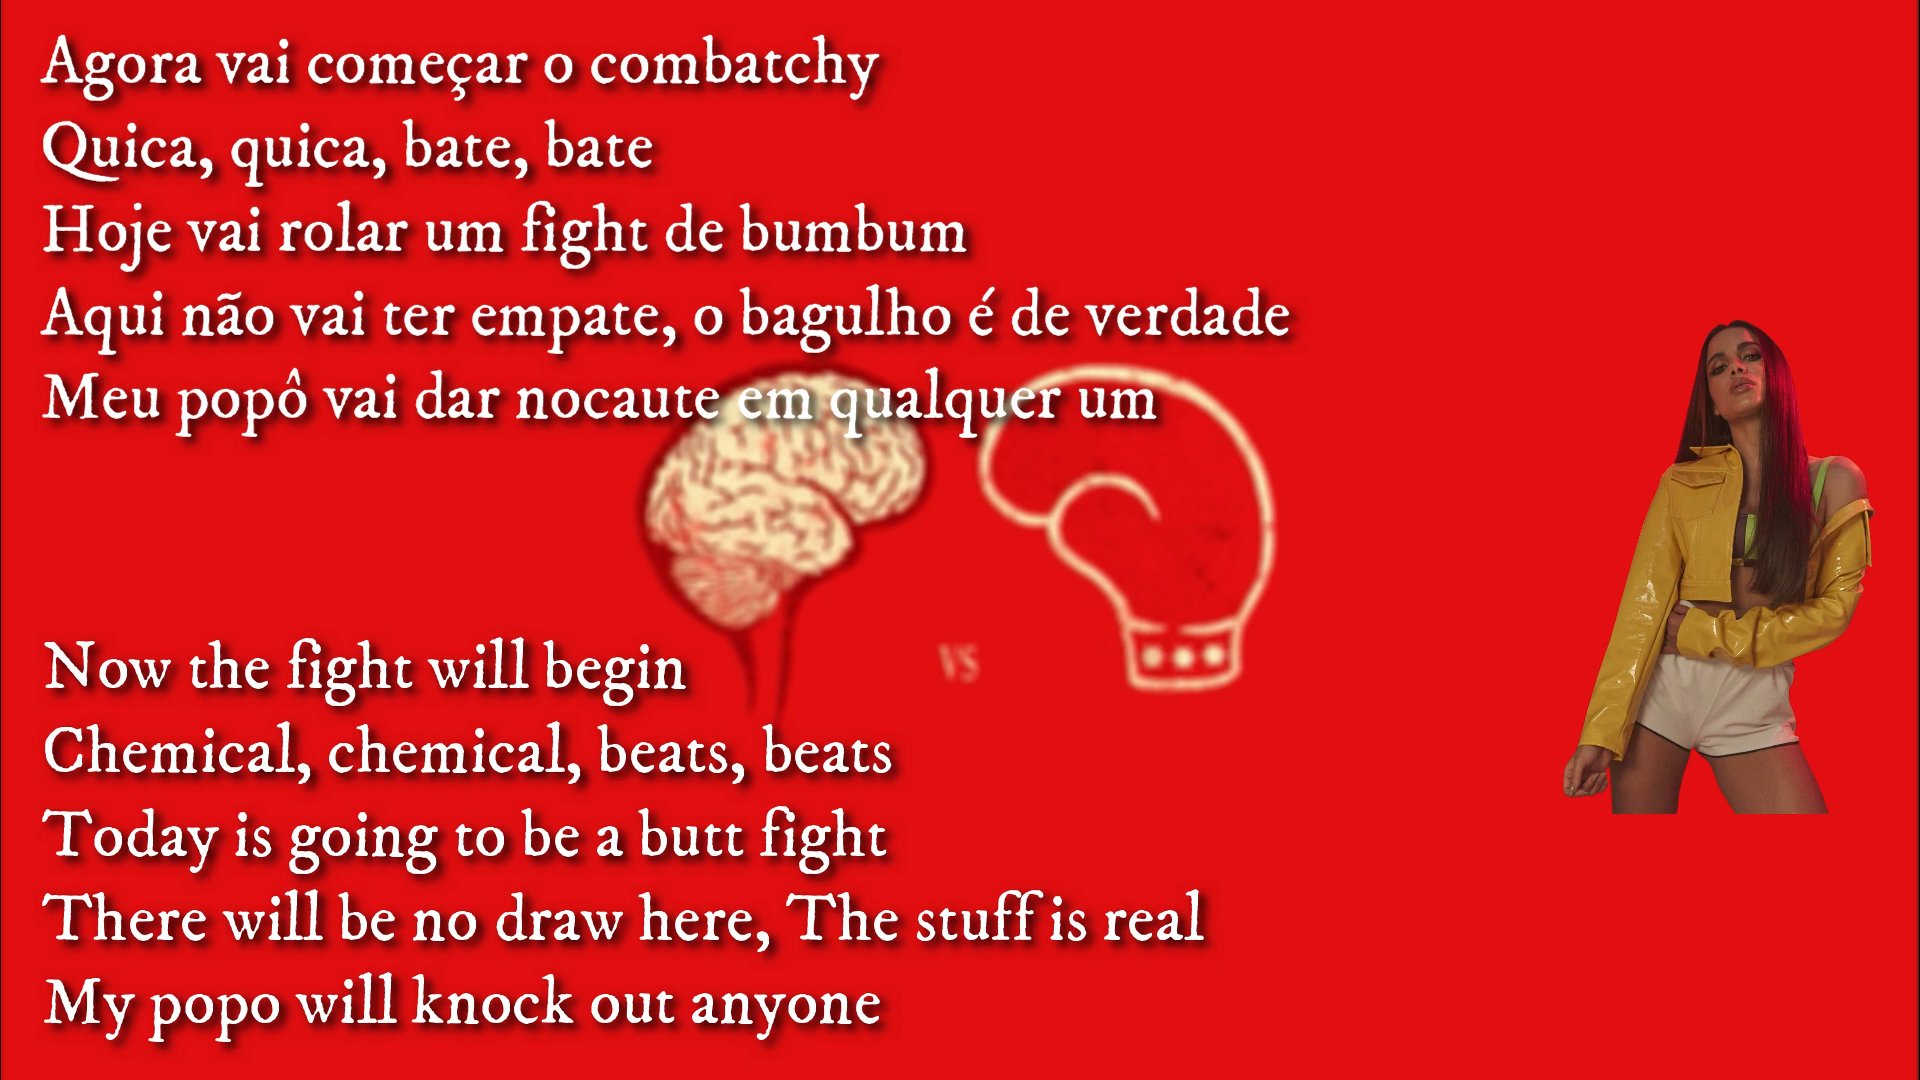 Agora vai começar o combatchy
Quica, quica, bate, bate
Hoje vai rolar um fight de bumbum
Aqui não vai ter empate, o bagulho é de verdade
Meu popô vai dar nocaute em qualquer um
VS
Now the fight will begin
Chemical, chemical, beats, beats
Today is going to be a butt fight
There will be no draw here, The stuff is real
My popo will knock out anyone